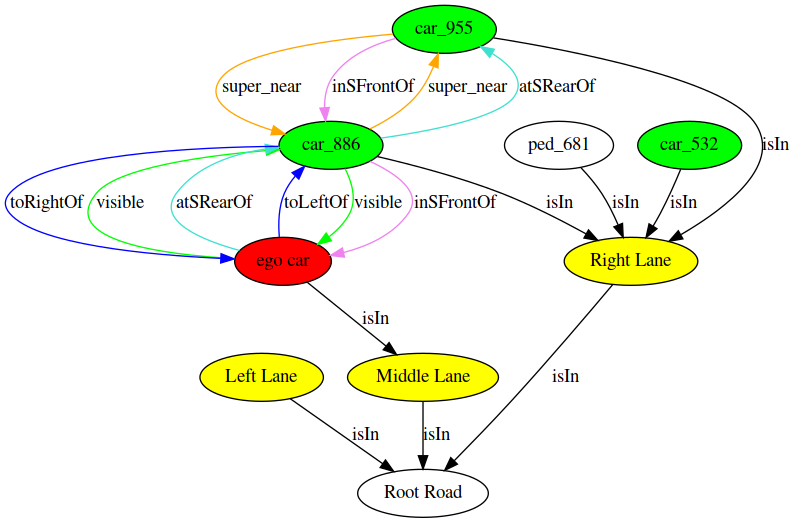 car_955
super_near
inSFrontOf
super_near
atSRearOf
car_886
ped_681
car_532
isIn
toRightOf
visible
atSRearOf
toLeftOf
visible
inSFrontOf
isIn
isIn
isIn
ego car
Right Lane
isIn
Left Lane
Middle Lane
isIn
isIn
isIn
Root Road